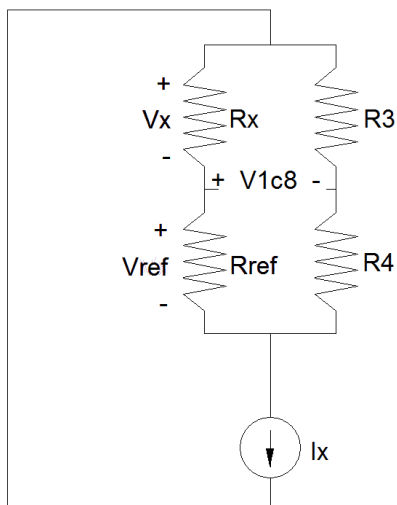 +
Vx Rx R3
-
+ V1c8 -
+
Vref Rref R4
-
Ix